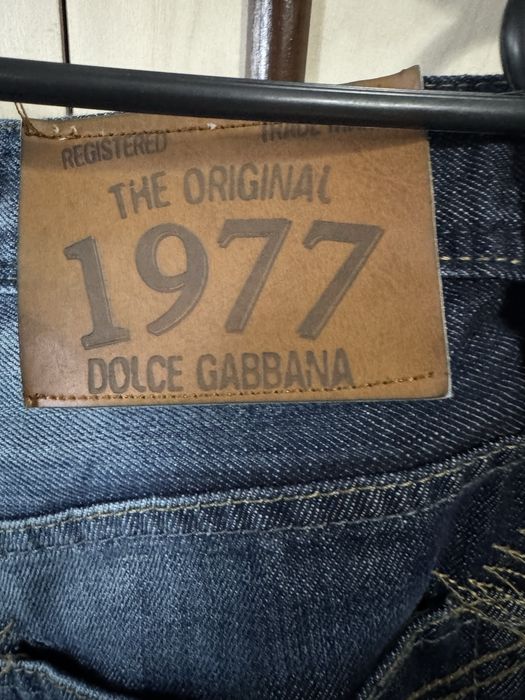 REGISTERED TRADE
THE ORIGINAL
1977
DOLCE GABBANA